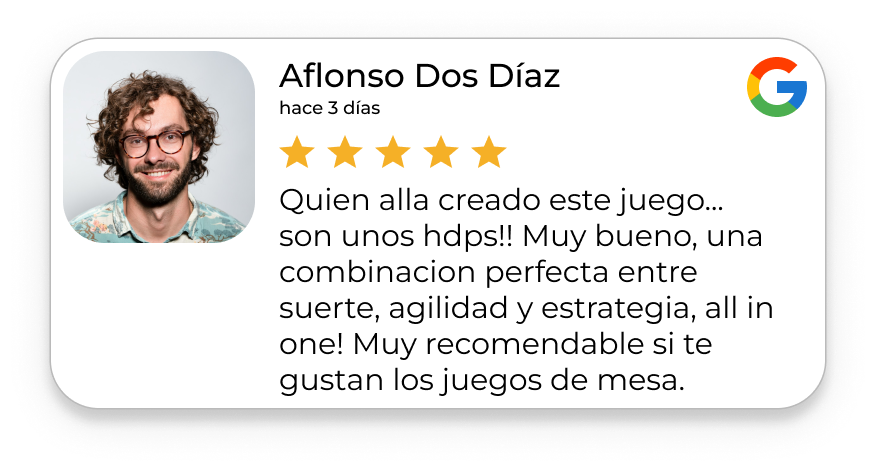 Aflonso Dos Díaz
hace 3 días
Quien alla creado este juego...
son unos hdps!! Muy bueno, una
combinacion perfecta entre
suerte, agilidad y estrategia, all in
one! Muy recomendable si te
gustan los juegos de mesa.